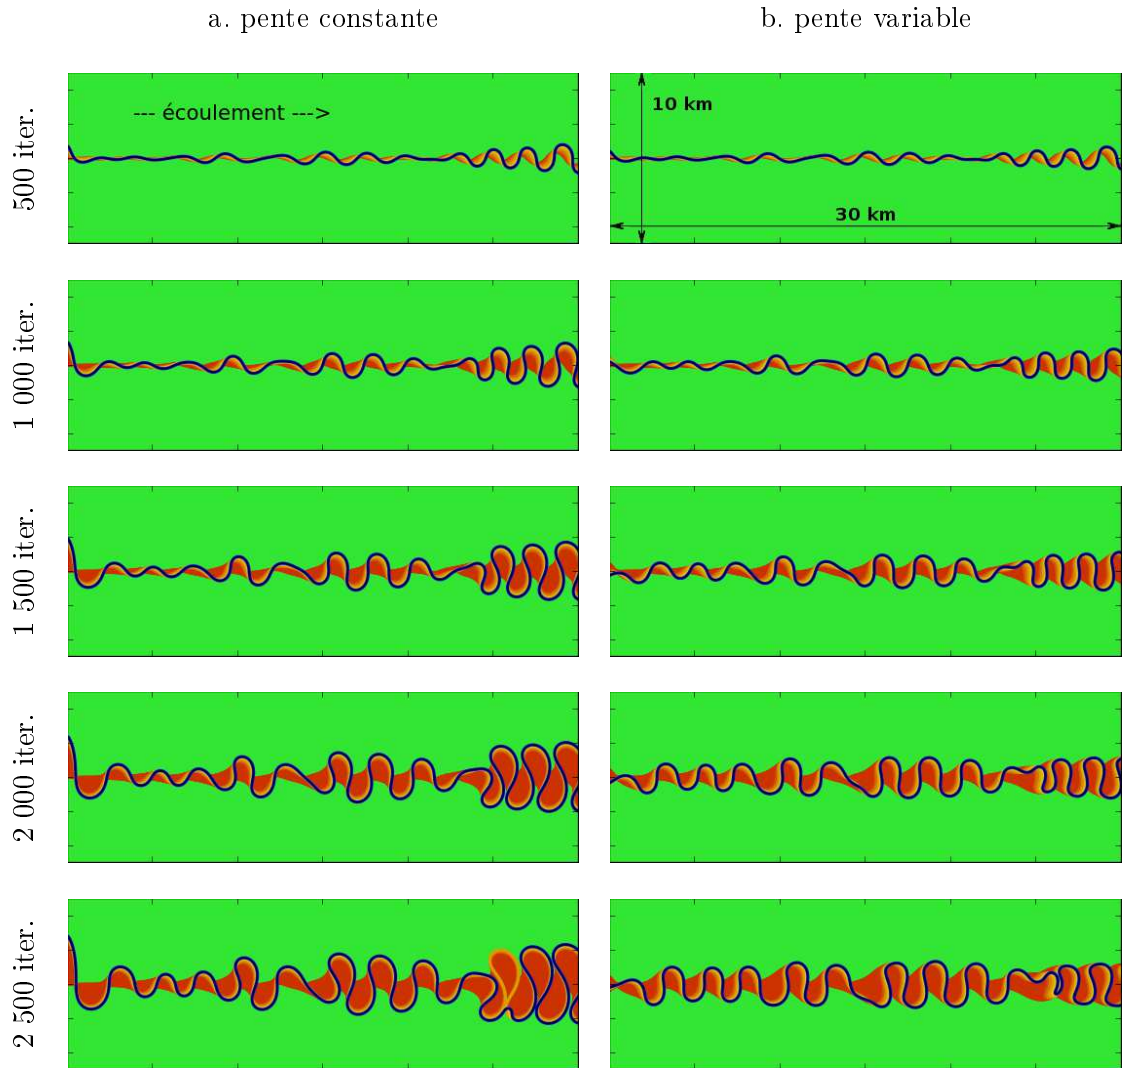 a. pente constante
b. pente variable
500 iter.
--- écoulement --->
10 km
30 km
1 000 iter.
1 500 iter.
2 000 iter.
2 500 iter.